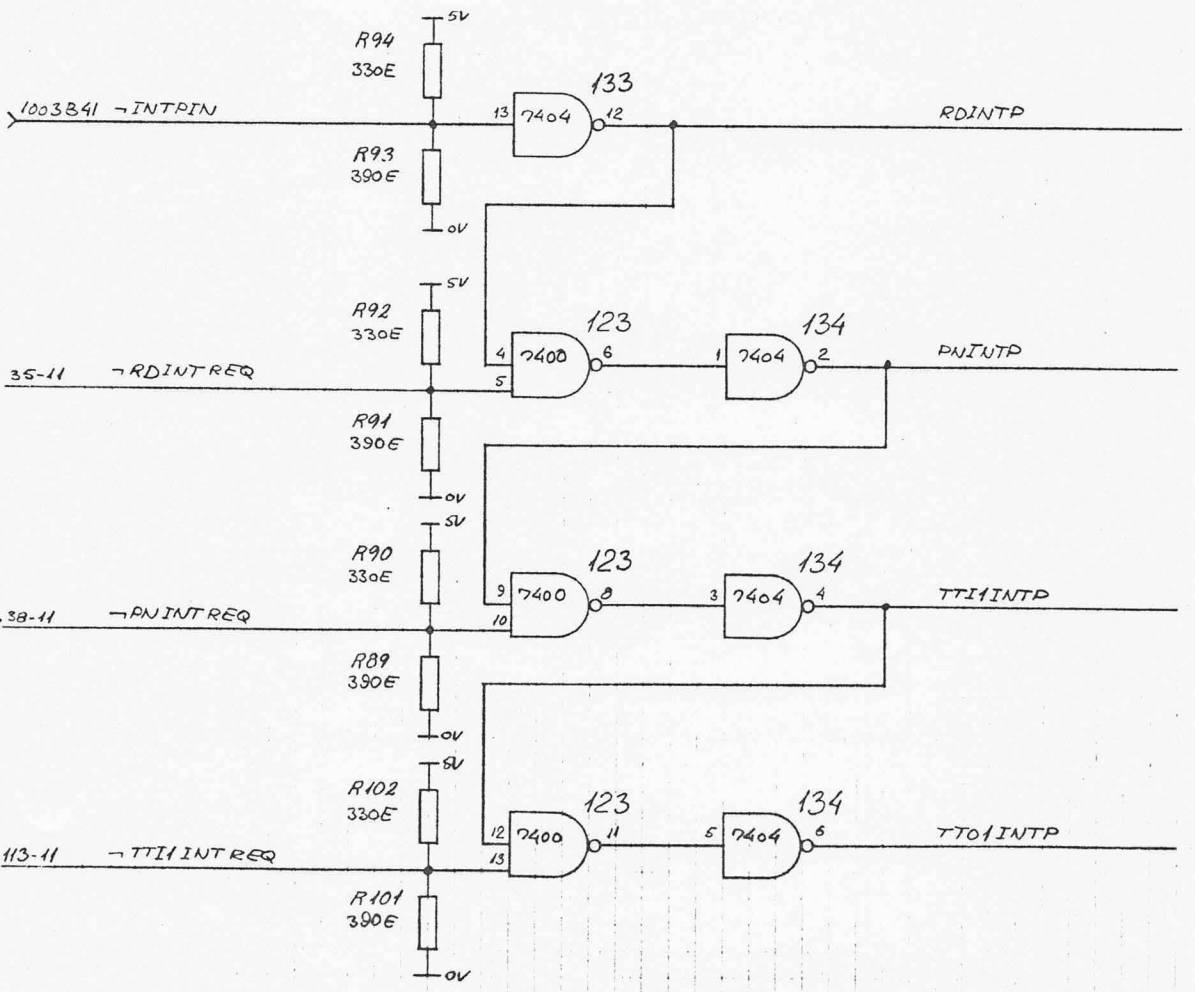 5V
R94
330E
133
1003B41 ¬INTPIN
13 7404 12
RDINTP
R93
390E
0V
5V
R92
330E
123
134
4 7400 6
1 7404 2
PNINTP
35-11 ¬RDINTREQ
5
R91
390E
0V
5V
R90
330E
123
134
9 7400 8
3 7404 4
TTI1INTP
38-11 ¬PNINTREQ
10
R89
390E
0V
5V
R102
330E
123
134
12 7400 11
5 7404 6
TTO1INTP
113-11 ¬TTI1INTREQ
13
R101
390E
0V